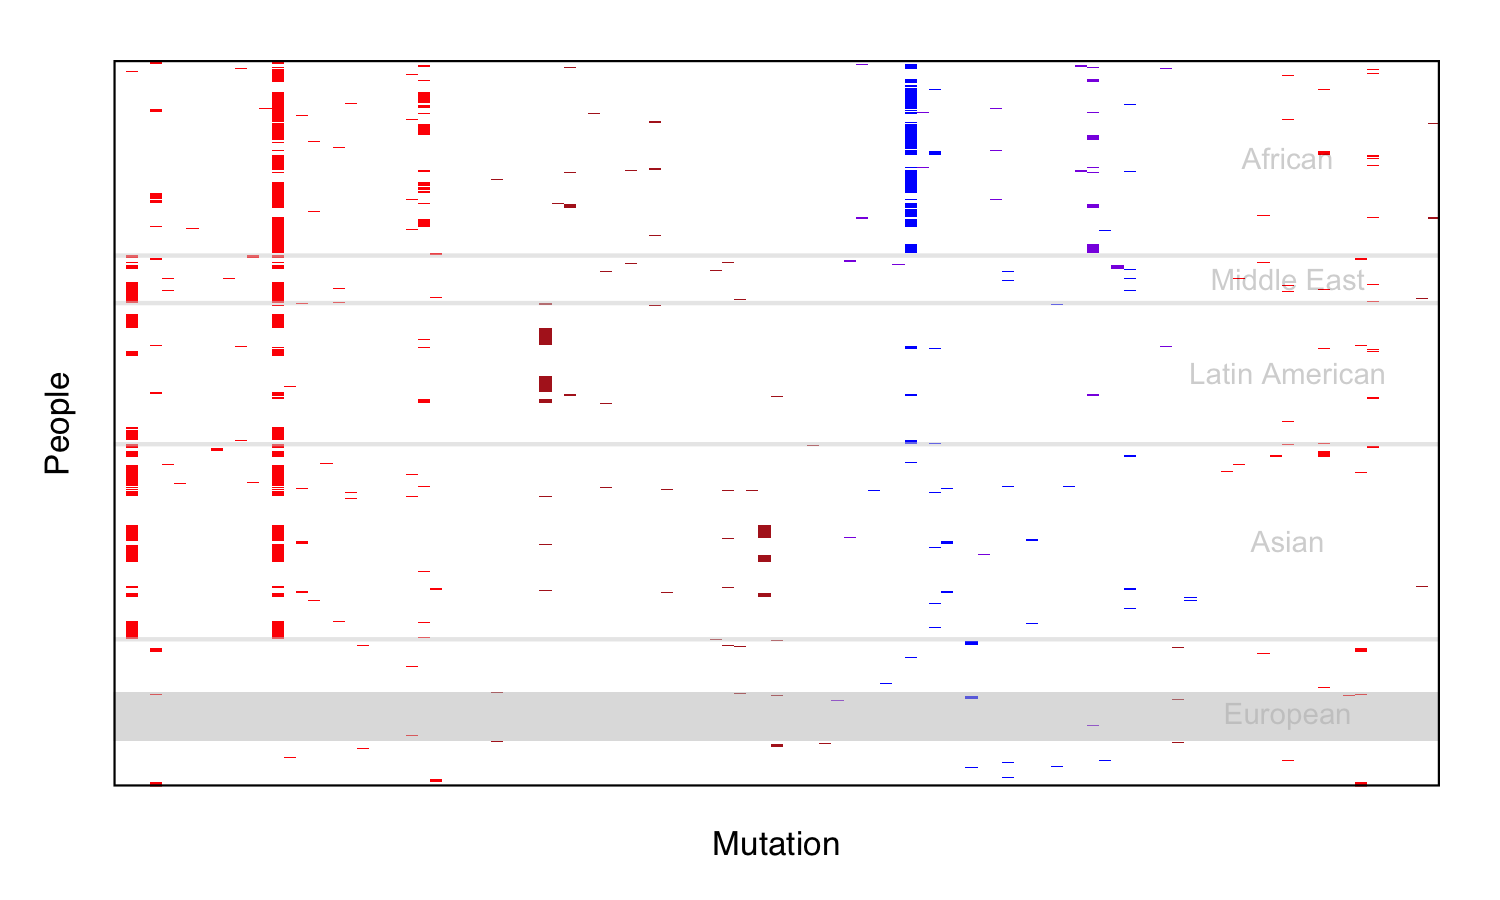 African
Middle East
Latin American
Asian
European
People
Mutation